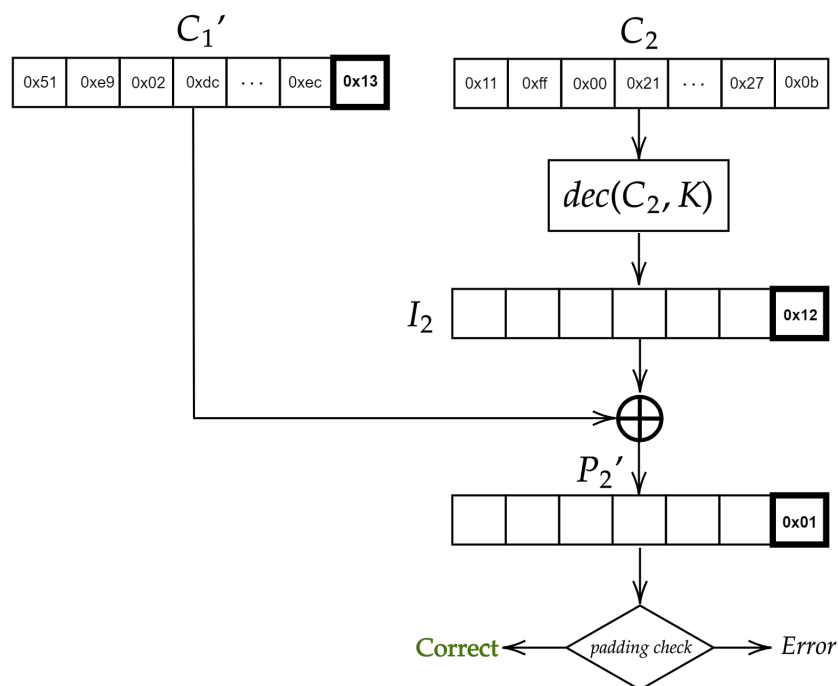 C₁′
C₂
0x51 0xe9 0x02 0xdc ... 0xec 0x13
0x11 0xff 0x00 0x21 ... 0x27 0x0b
dec(C₂, K)
I₂
0x12
P₂′
0x01
Correct
padding check
Error